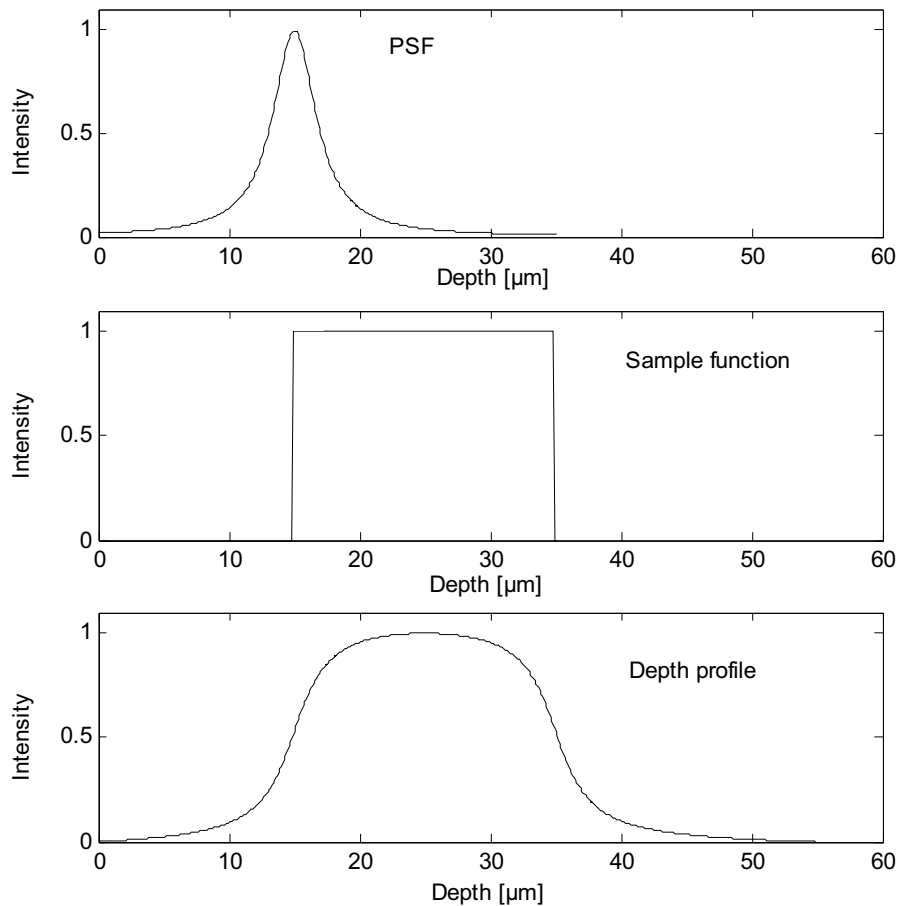 PSF
Intensity
1
0.5
0
0 10 20 30 40 50 60
Depth [µm]
Sample function
Intensity
1
0.5
0
0 10 20 30 40 50 60
Depth [µm]
Depth profile
Intensity
1
0.5
0
0 10 20 30 40 50 60
Depth [µm]